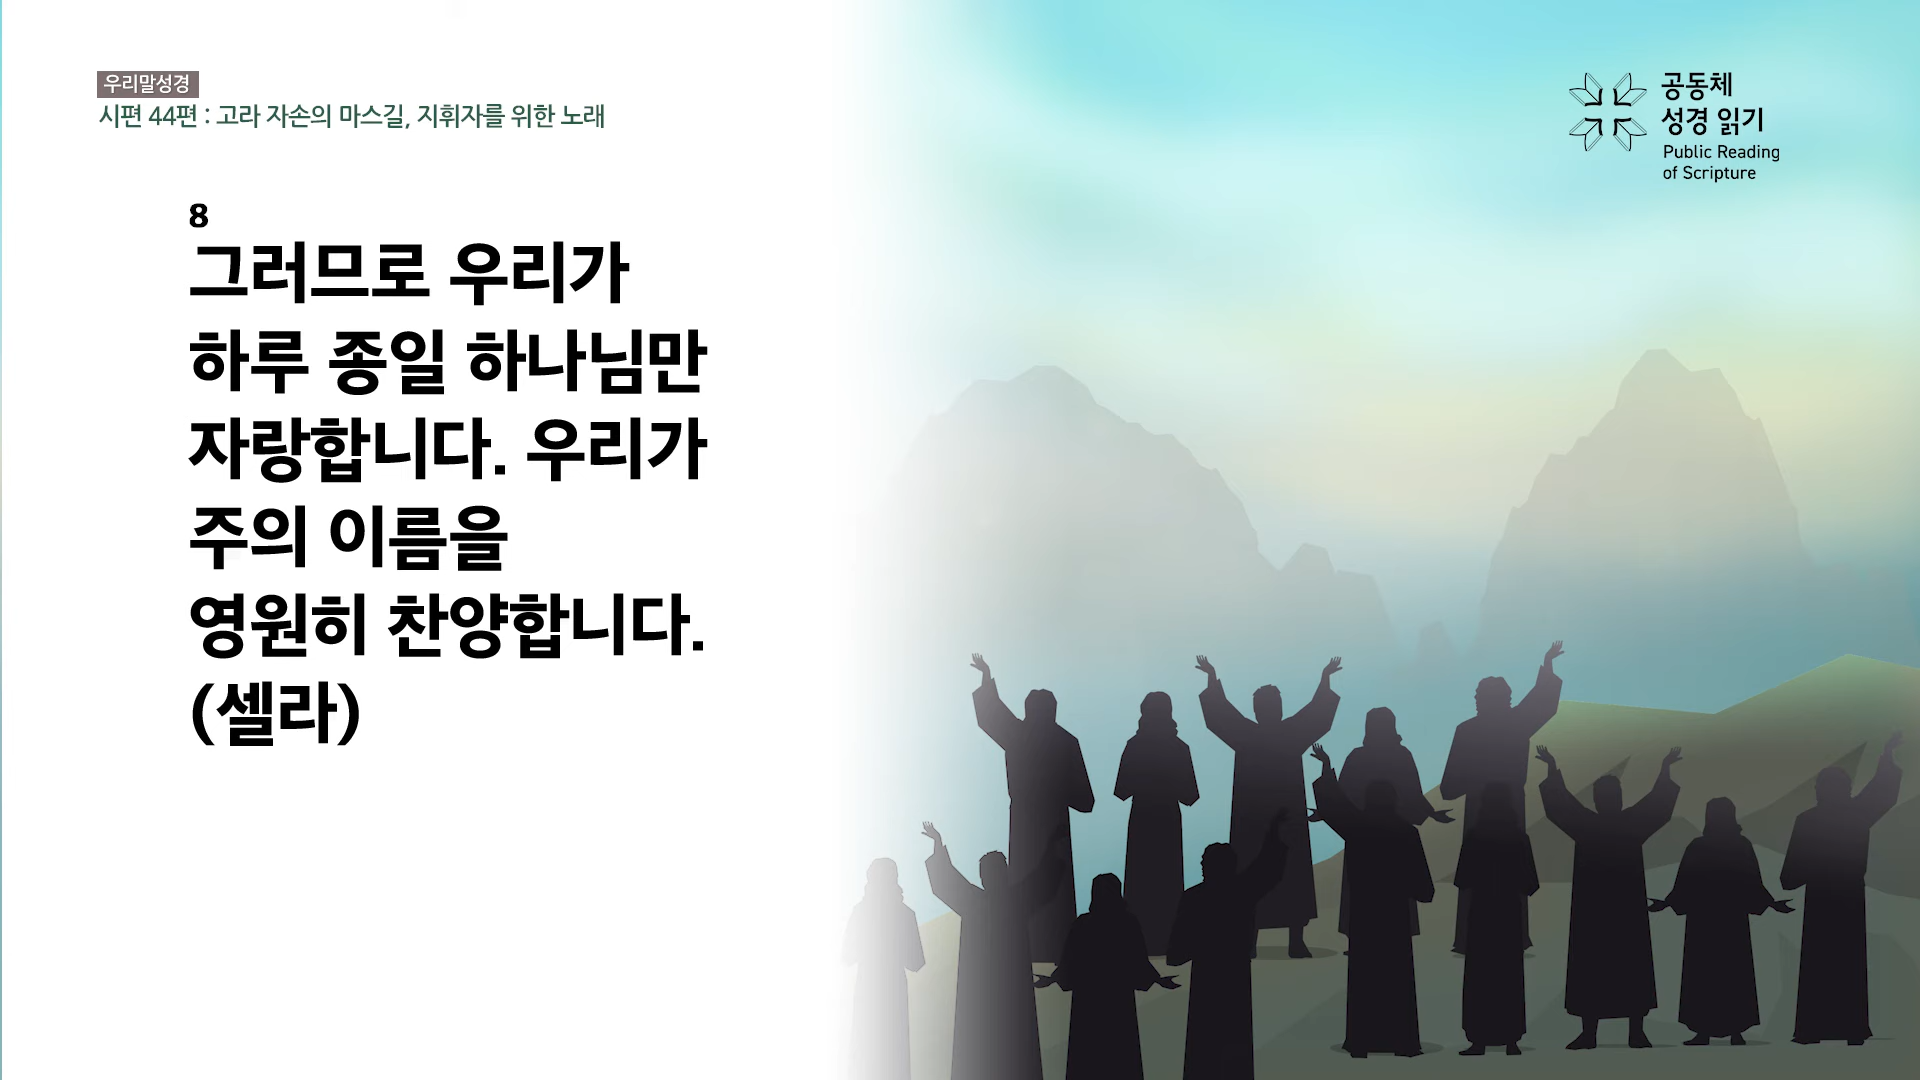 우리말성경
시편 44편 : 고라 자손의 마스길, 지휘자를 위한 노래
공동체
성경 읽기
Public Reading
of Scripture
8
그러므로 우리가
하루 종일 하나님만
자랑합니다. 우리가
주의 이름을
영원히 찬양합니다.
(셀라)